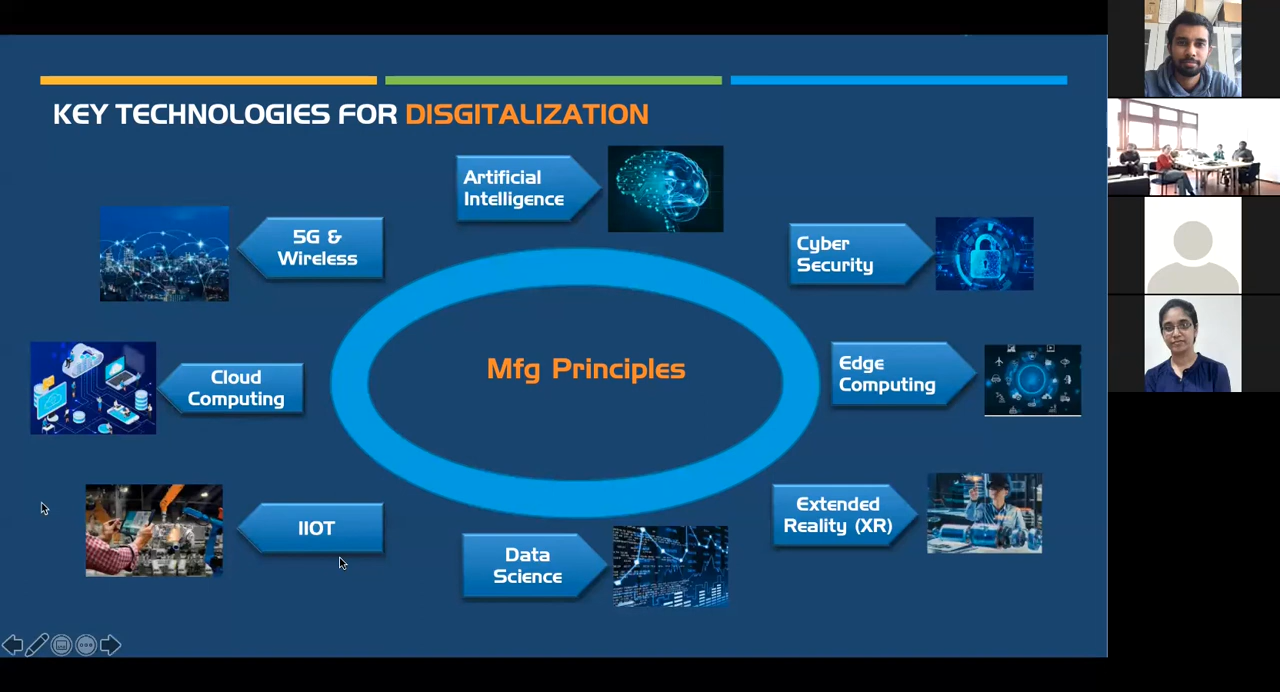 KEY TECHNOLOGIES FOR DISGITALIZATION
Artificial
Intelligence
5G &
Wireless
Cyber
Security
Mfg Principles
Cloud
Computing
Edge
Computing
IIOT
Extended
Reality (XR)
Data
Science